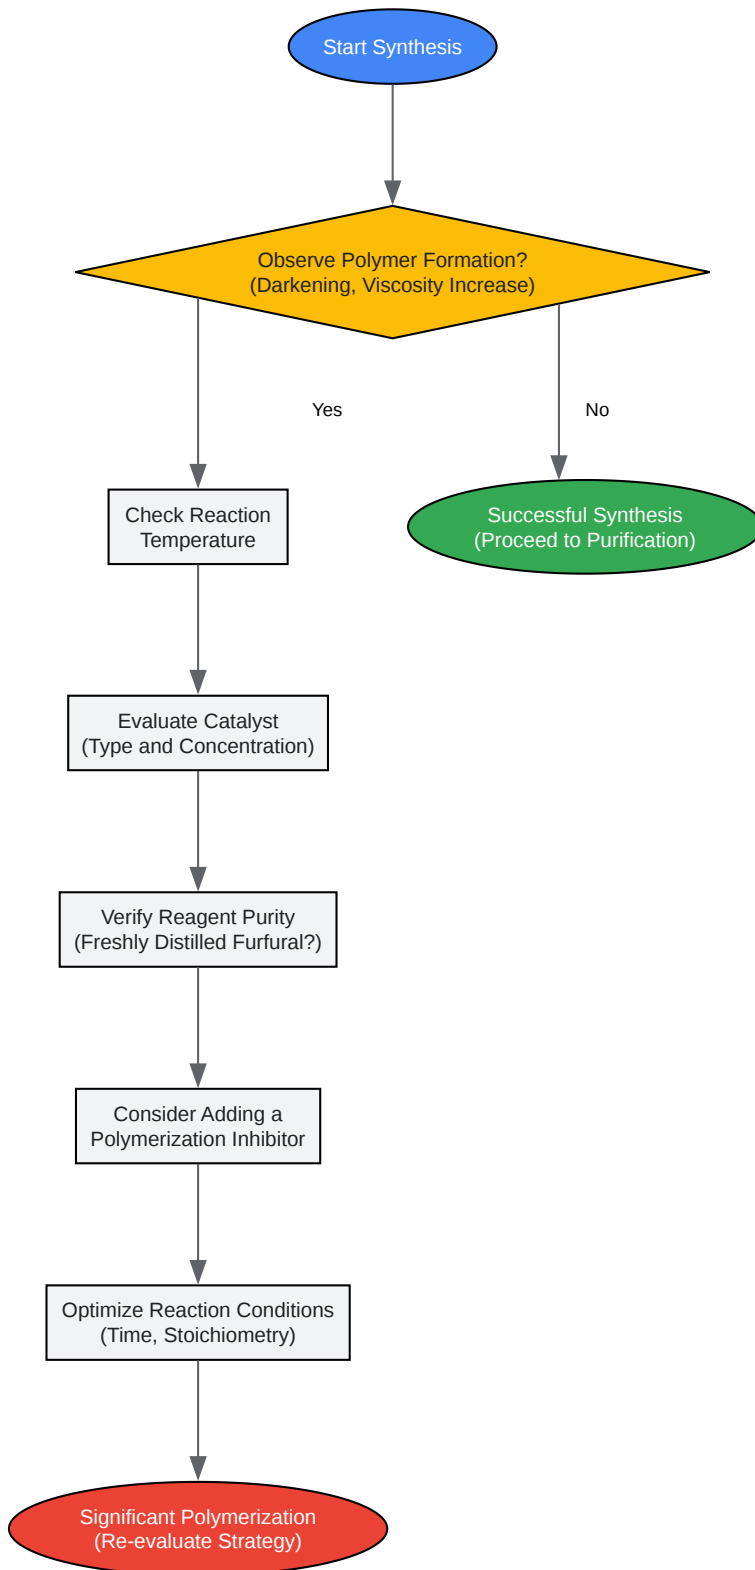 Start Synthesis
Observe Polymer Formation?
(Darkening, Viscosity Increase)
Yes
No
Check Reaction
Temperature
Successful Synthesis
(Proceed to Purification)
Evaluate Catalyst
(Type and Concentration)
Verify Reagent Purity
(Freshly Distilled Furfural?)
Consider Adding a
Polymerization Inhibitor
Optimize Reaction Conditions
(Time, Stoichiometry)
Significant Polymerization
(Re-evaluate Strategy)